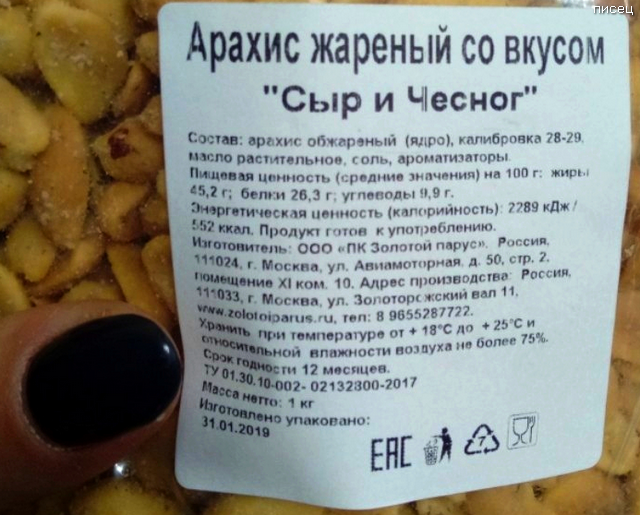 писец
Арахис жареный со вкусом
"Сыр и Чесног"
Состав: арахис обжареный (ядро), калибровка 28-29,
масло растительное, соль, ароматизаторы.
Пищевая ценность (средние значения) на 100 г: жиры
45,2 г; белки 26,3 г; углеводы 9,9 г.
Энергетическая ценность (калорийность): 2289 кДж /
552 ккал. Продукт готов к употреблению.
Изготовитель: ООО «ПК Золотой парус». Россия,
111024, г. Москва, ул. Авиамоторная, д. 50, стр. 2,
помещение XI ком. 10. Адрес производства: Россия,
111033, г. Москва, ул. Золоторожский вал 11,
www.zolotoiparus.ru, тел: 8 9655287722.
Хранить при температуре от + 18°С до + 25°С и
относительной влажности воздуха не более 75%.
Срок годности 12 месяцев.
ТУ 01.30.10-002- 02132800-2017
Масса нетто: 1 кг
Изготовлено упаковано:
31.01.2019
ЕАС
7